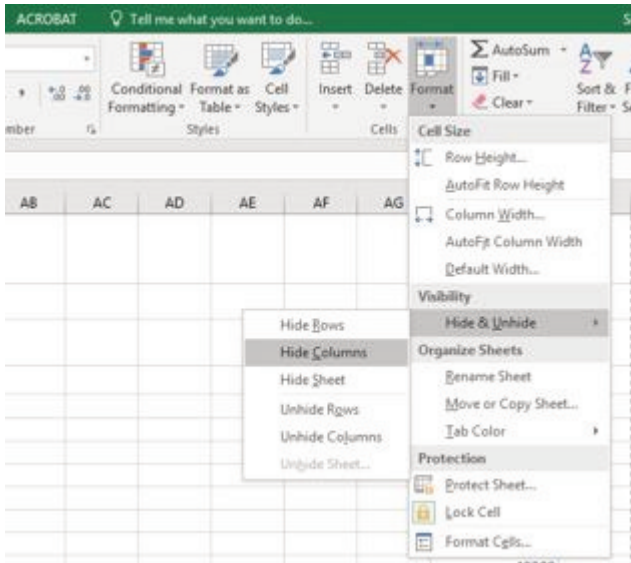 ACROBAT Tell me what you want to do...
Conditional Formatting Format as Table Cell Styles Insert Delete Format AutoSum Fill Clear Sort & Filter
Styles Cells
AB AC AD AE AF AG
Cell Size
Row Height...
AutoFit Row Height
Column Width...
AutoFit Column Width
Default Width...
Visibility
Hide & Unhide
Organize Sheets
Rename Sheet
Move or Copy Sheet...
Tab Color
Protection
Protect Sheet...
Lock Cell
Format Cells...
Hide Rows
Hide Columns
Hide Sheet
Unhide Rows
Unhide Columns
Unhide Sheet...